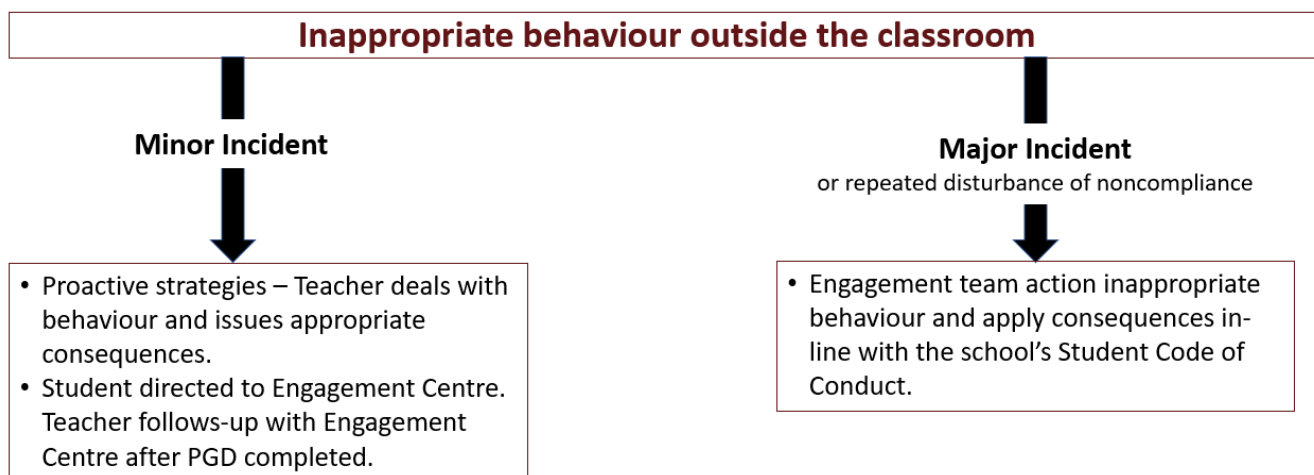 Inappropriate behaviour outside the classroom
Minor Incident
• Proactive strategies – Teacher deals with
behaviour and issues appropriate
consequences.
• Student directed to Engagement Centre.
Teacher follows-up with Engagement
Centre after PGD completed.
Major Incident
or repeated disturbance of noncompliance
• Engagement team action inappropriate
behaviour and apply consequences in-
line with the school’s Student Code of
Conduct.